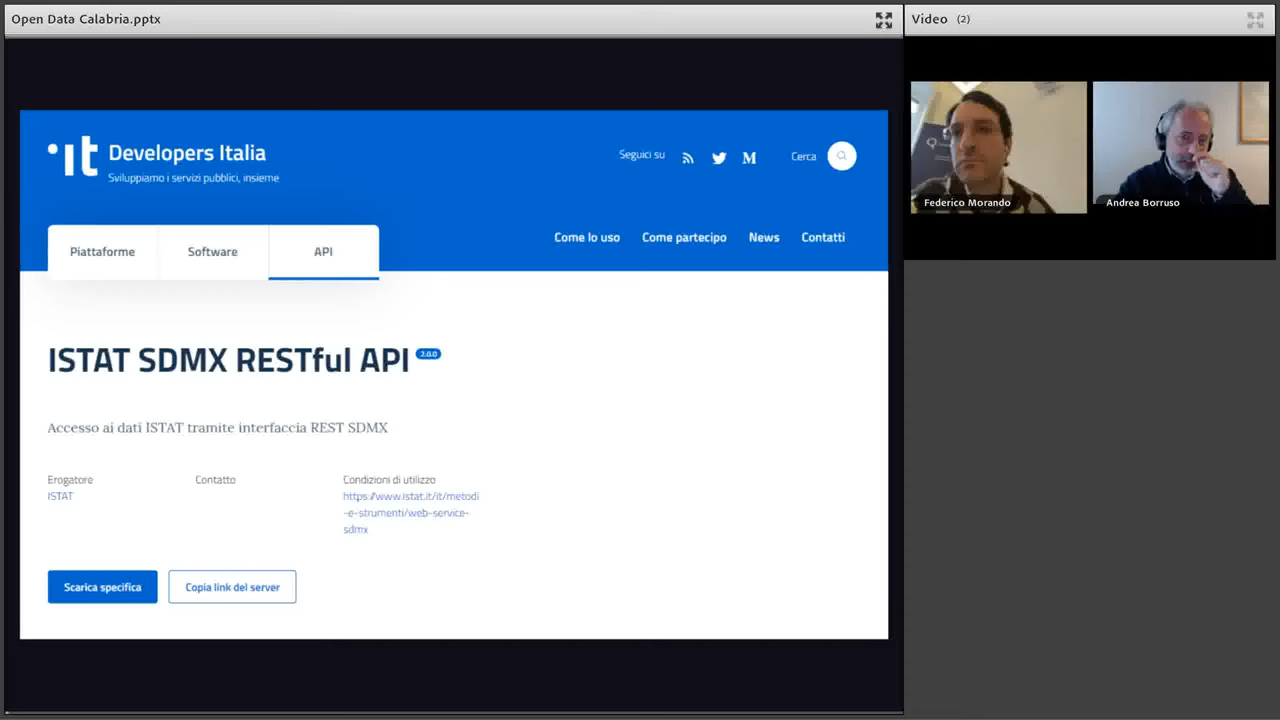 Open Data Calabria.pptx
Video (2)
Federico Morando
Andrea Borruso
it
Developers Italia
Sviluppiamo i servizi pubblici, insieme
Seguici su
M
Cerca
Piattaforme
Software
API
Come lo uso
Come partecipo
News
Contatti
ISTAT SDMX RESTful API 2.0.0
Accesso ai dati ISTAT tramite interfaccia REST SDMX
Erogatore
ISTAT
Contatto
Condizioni di utilizzo
https://www.istat.it/it/metodi
-e-strumenti/web-service-
sdmx
Scarica specifica
Copia link del server